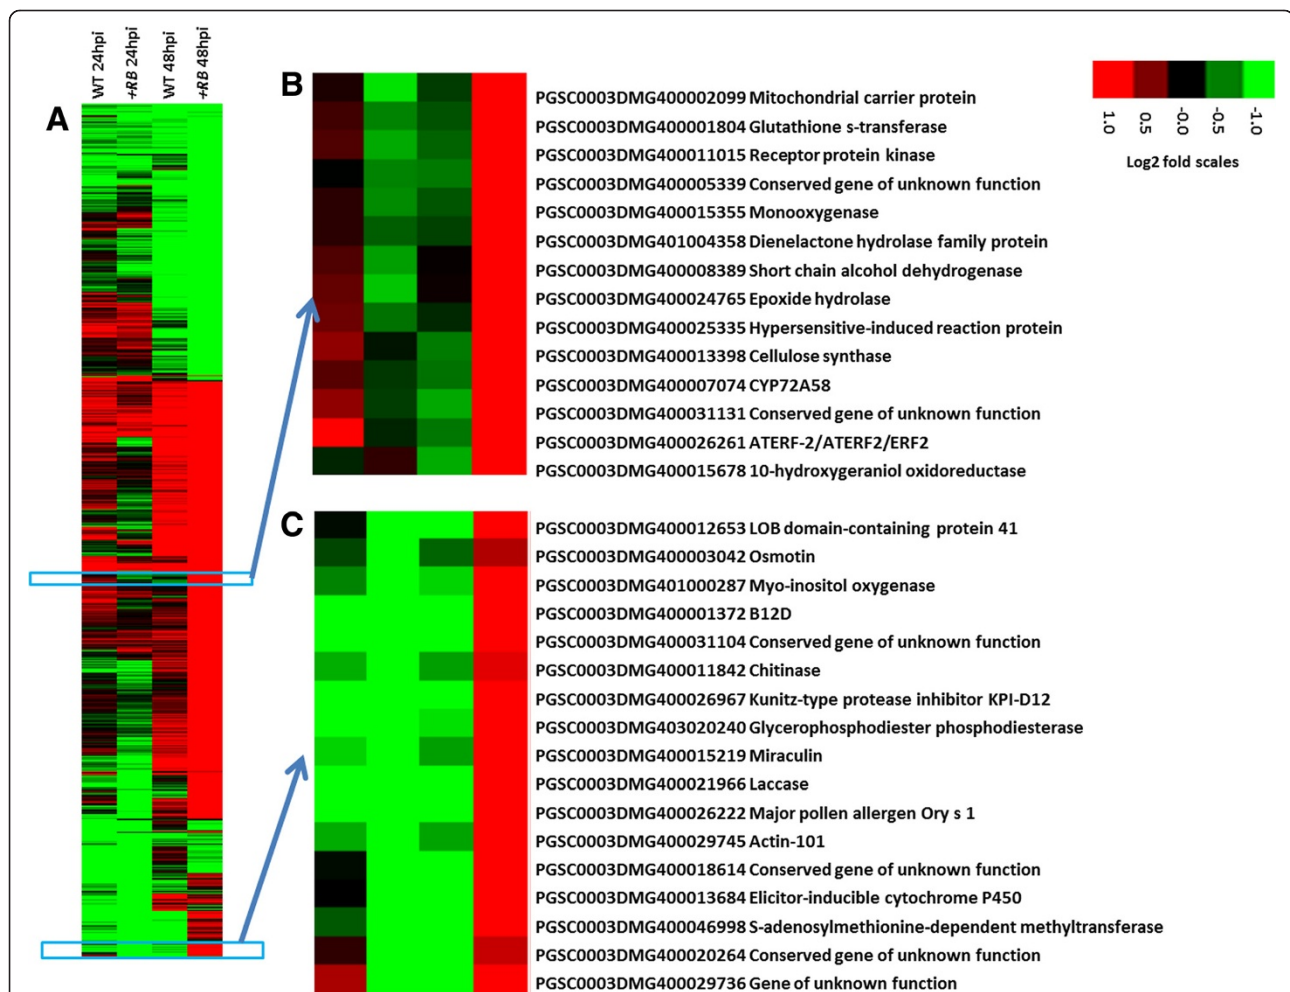 WT 24hpi
+RB 24hpi
WT 48hpi
+RB 48hpi
A
B
PGSC0003DMG400002099 Mitochondrial carrier protein
PGSC0003DMG400001804 Glutathione s-transferase
PGSC0003DMG400011015 Receptor protein kinase
PGSC0003DMG400005339 Conserved gene of unknown function
PGSC0003DMG400015355 Monooxygenase
PGSC0003DMG401004358 Dienelactone hydrolase family protein
PGSC0003DMG400008389 Short chain alcohol dehydrogenase
PGSC0003DMG400024765 Epoxide hydrolase
PGSC0003DMG400025335 Hypersensitive-induced reaction protein
PGSC0003DMG400013398 Cellulose synthase
PGSC0003DMG400007074 CYP72A58
PGSC0003DMG400031131 Conserved gene of unknown function
PGSC0003DMG400026261 ATERF-2/ATERF2/ERF2
PGSC0003DMG400015678 10-hydroxygeraniol oxidoreductase
1.0
0.5
-0.0
-0.5
-1.0
Log2 fold scales
C
PGSC0003DMG400012653 LOB domain-containing protein 41
PGSC0003DMG400003042 Osmotin
PGSC0003DMG401000287 Myo-inositol oxygenase
PGSC0003DMG400001372 B12D
PGSC0003DMG400031104 Conserved gene of unknown function
PGSC0003DMG400011842 Chitinase
PGSC0003DMG400026967 Kunitz-type protease inhibitor KPI-D12
PGSC0003DMG403020240 Glycerophosphodiester phosphodiesterase
PGSC0003DMG400015219 Miraculin
PGSC0003DMG400021966 Laccase
PGSC0003DMG400026222 Major pollen allergen Ory s 1
PGSC0003DMG400029745 Actin-101
PGSC0003DMG400018614 Conserved gene of unknown function
PGSC0003DMG400013684 Elicitor-inducible cytochrome P450
PGSC0003DMG400046998 S-adenosylmethionine-dependent methyltransferase
PGSC0003DMG400020264 Conserved gene of unknown function
PGSC0003DMG400029736 Gene of unknown function